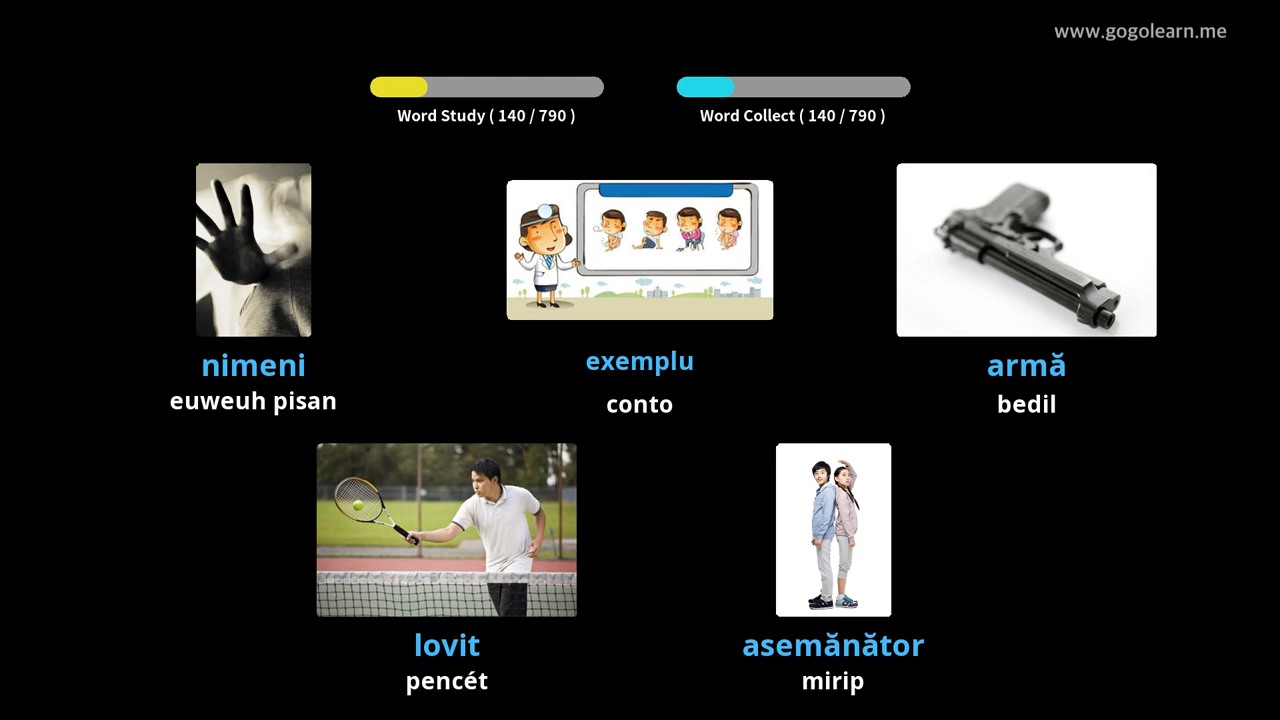 www.gogolearn.me
Word Study ( 140 / 790 )
Word Collect ( 140 / 790 )
nimeni
euweuh pisan
exemplu
conto
armă
bedil
lovit
pencét
asemănător
mirip